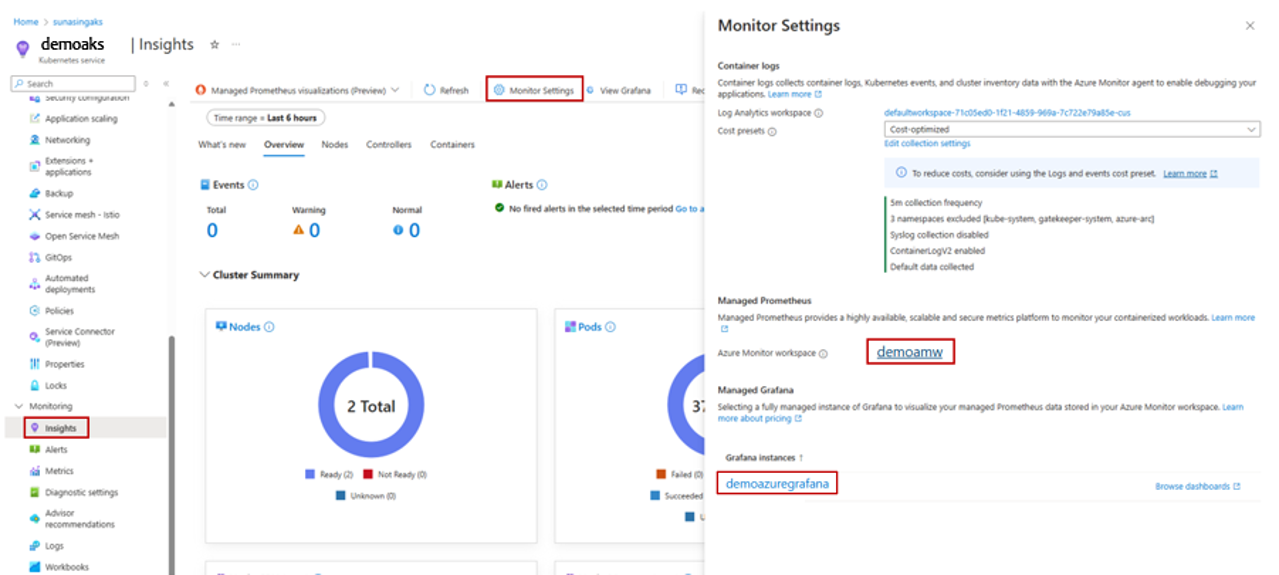 Home > sunasingaks
demoaks | Insights ☆ ...
Kubernetes service
Search
Security configuration
Application scaling
Networking
Extensions +
applications
Backup
Service mesh - Istio
Open Service Mesh
GitOps
Automated
deployments
Policies
Service Connector
(Preview)
Properties
Locks
Monitoring
Insights
Alerts
Metrics
Diagnostic settings
Advisor
recommendations
Logs
Workbooks
Managed Prometheus visualizations (Preview)
Refresh
Monitor Settings
View Grafana
Time range = Last 6 hours
What's new
Overview
Nodes
Controllers
Containers
Events
Total
Warning
Normal
0
0
0
Alerts
No fired alerts in the selected time period Go to a
Cluster Summary
Nodes
2 Total
Ready (2)
Not Ready (0)
Unknown (0)
Pods
37
Failed (0)
Succeeded
Monitor Settings
Container logs
Container logs collects container logs, Kubernetes events, and cluster inventory data with the Azure Monitor agent to enable debugging your
applications. Learn more
Log Analytics workspace
defaultworkspace-71c05ed0-1f21-4859-969a-7c722e79a85e-cus
Cost presets
Cost-optimized
Edit collection settings
To reduce costs, consider using the Logs and events cost preset. Learn more
5m collection frequency
3 namespaces excluded [kube-system, gatekeeper-system, azure-arc]
Syslog collection disabled
ContainerLogV2 enabled
Default data collected
Managed Prometheus
Managed Prometheus provides a highly available, scalable and secure metrics platform to monitor your containerized workloads. Learn more
Azure Monitor workspace
demoamw
Managed Grafana
Selecting a fully managed instance of Grafana to visualize your managed Prometheus data stored in your Azure Monitor workspace. Learn
more about pricing
Grafana instances ↑
demoazuregrafana
Browse dashboards